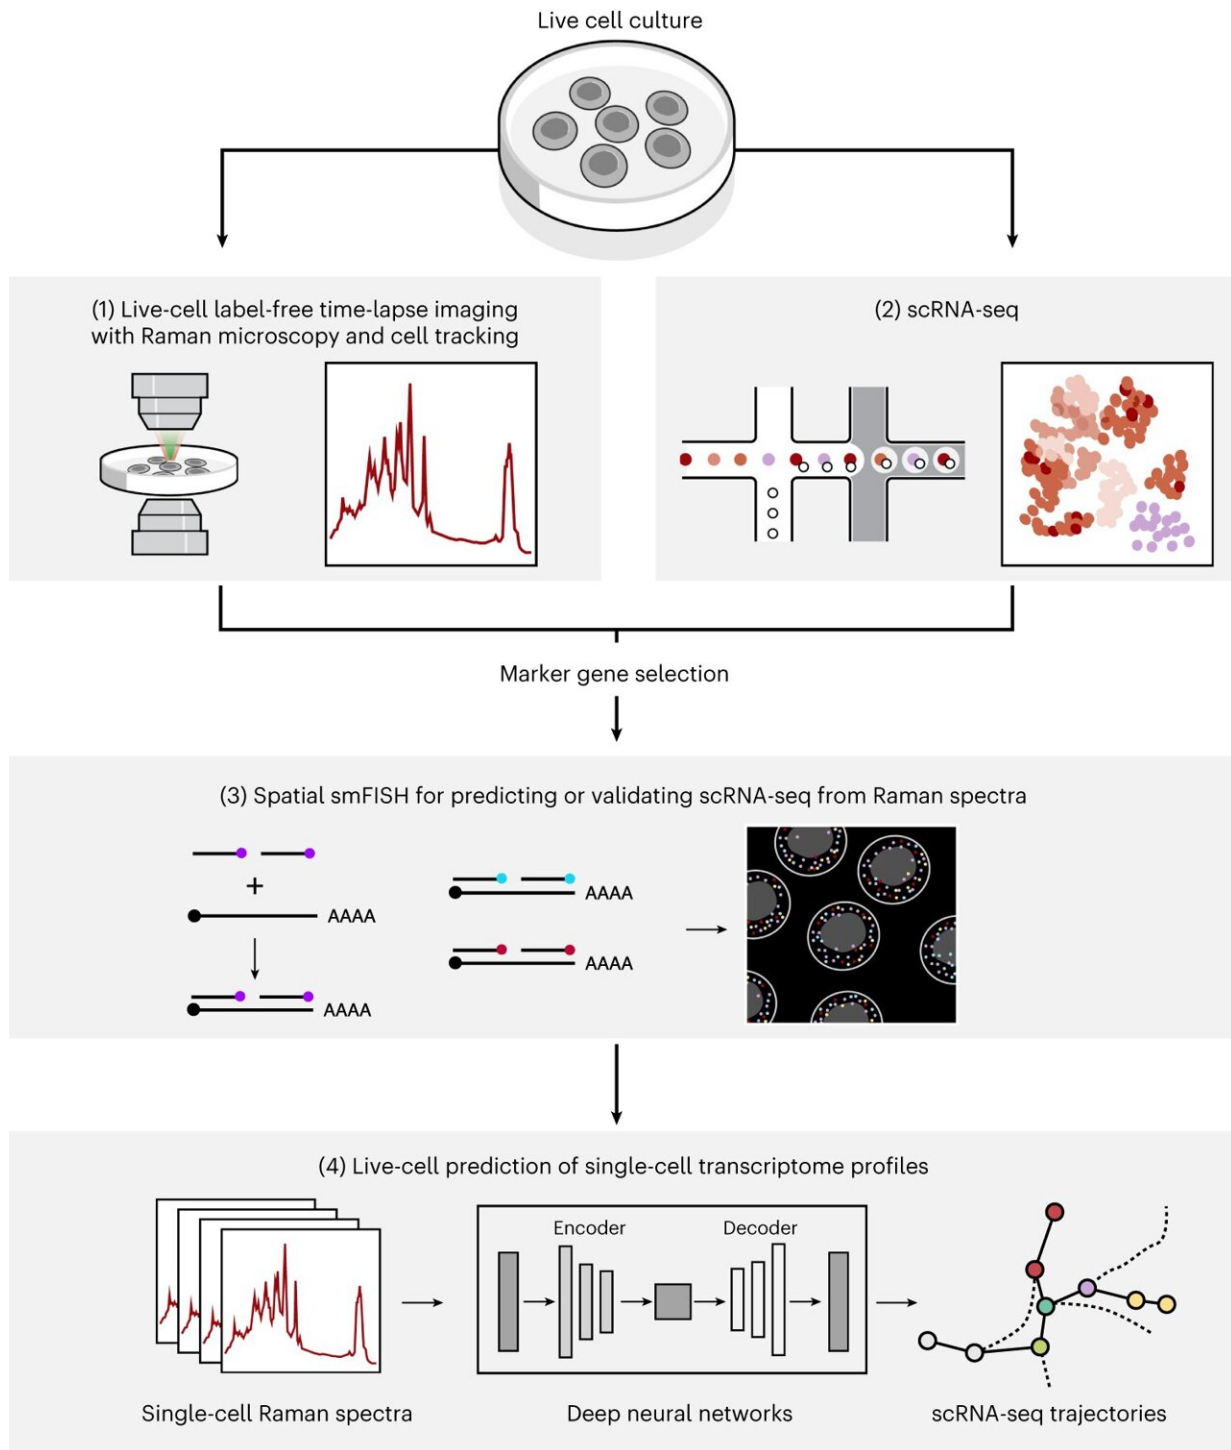 Live cell culture
(1) Live-cell label-free time-lapse imaging
with Raman microscopy and cell tracking
(2) scRNA-seq
Marker gene selection
(3) Spatial smFISH for predicting or validating scRNA-seq from Raman spectra
+
AAAA
AAAA
AAAA
AAAA
(4) Live-cell prediction of single-cell transcriptome profiles
Encoder
Decoder
Single-cell Raman spectra
Deep neural networks
scRNA-seq trajectories